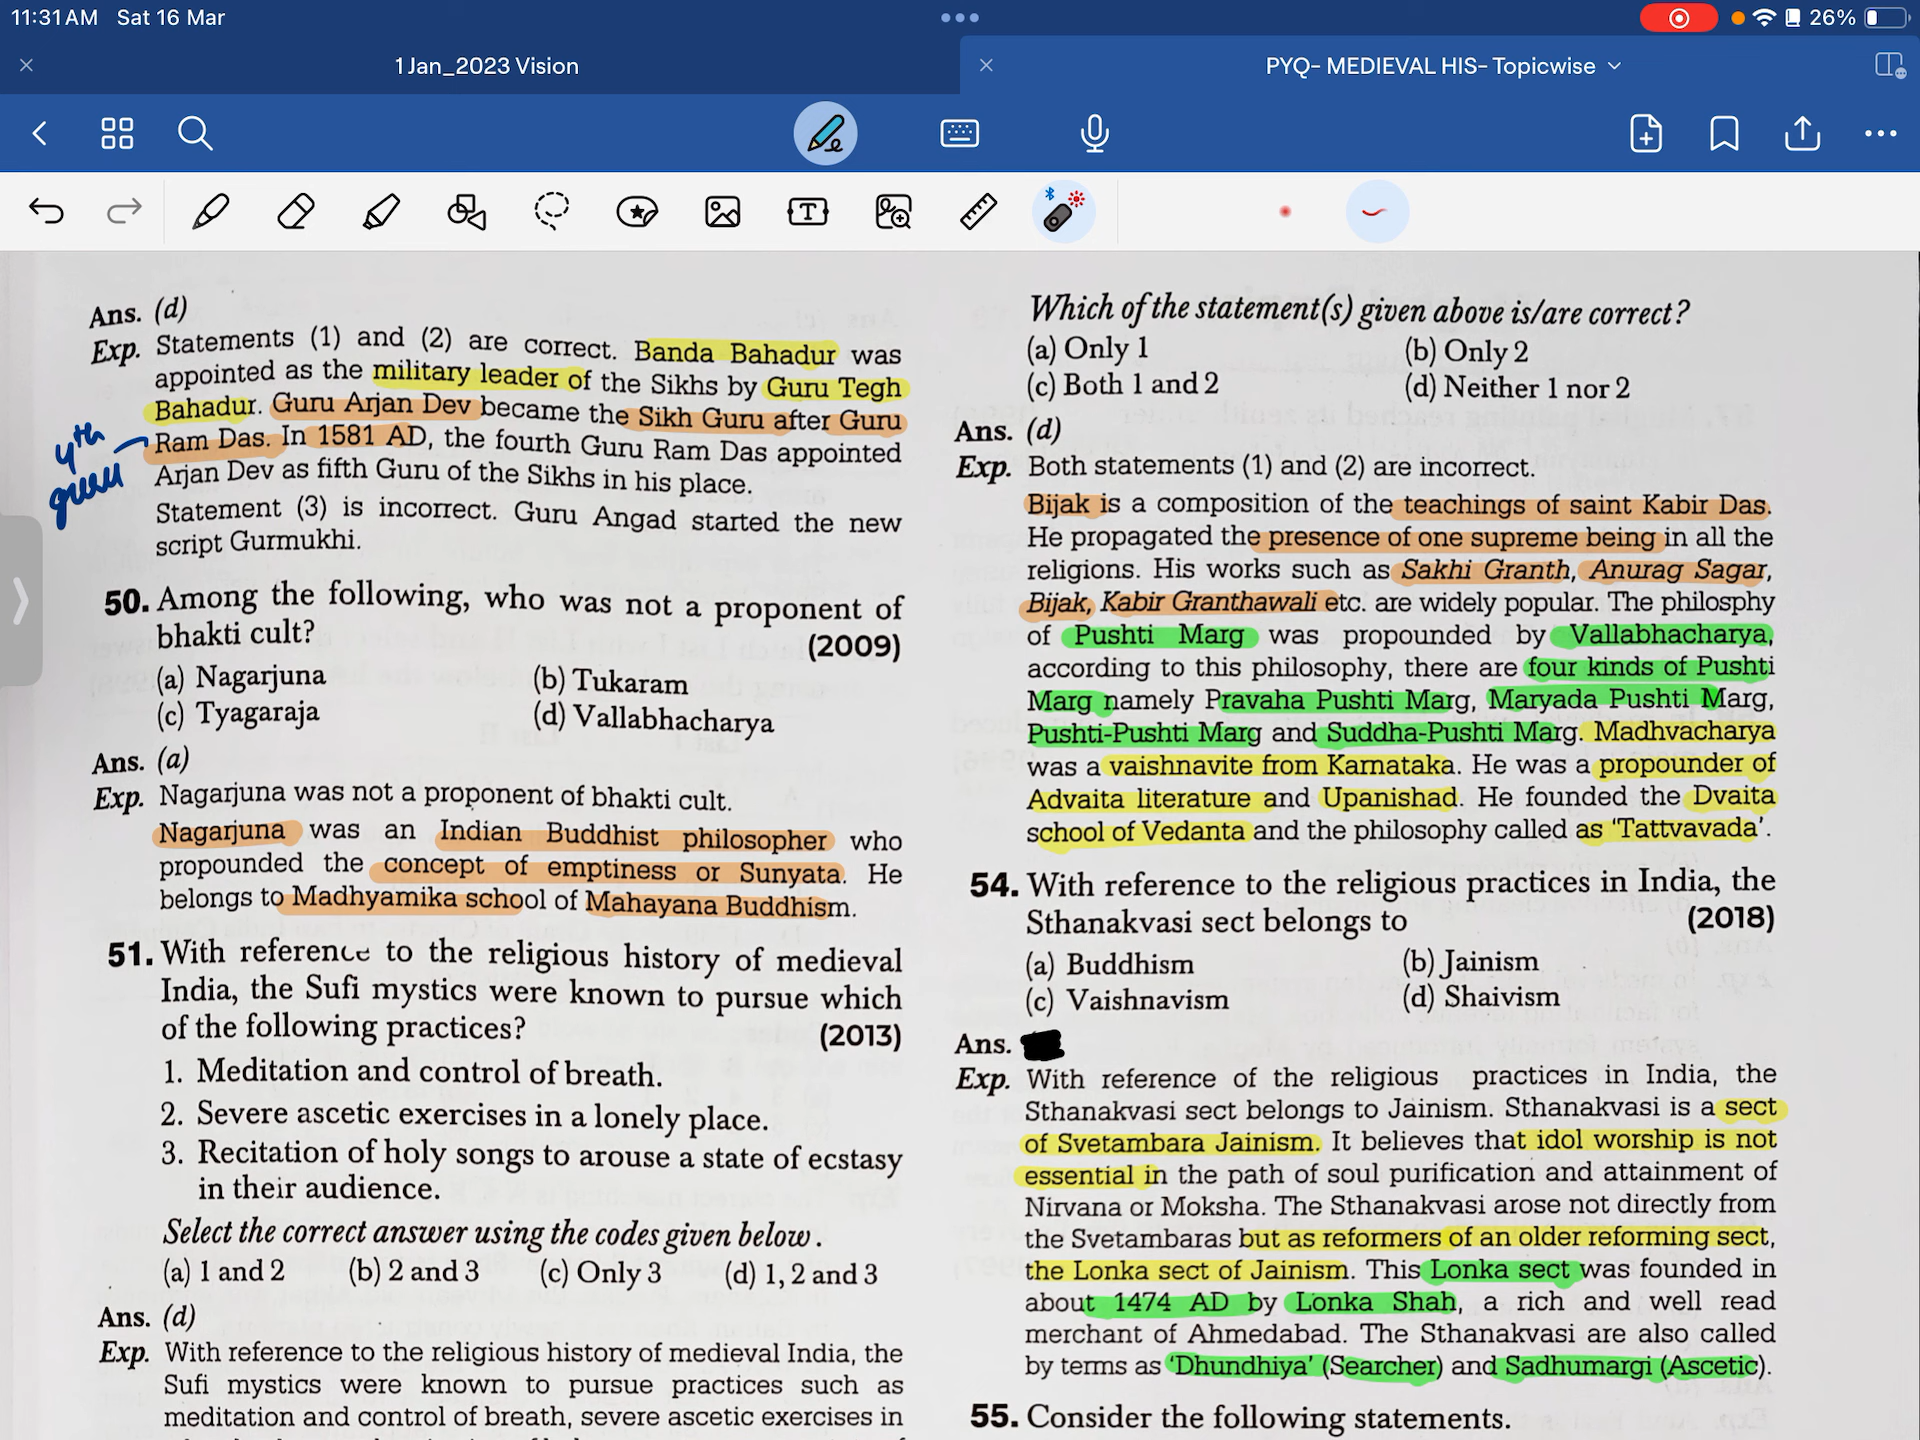 11:31AM Sat 16 Mar
26%
1 Jan_2023 Vision
PYQ- MEDIEVAL HIS- Topicwise
Ans. (d)
Exp. Statements (1) and (2) are correct. Banda Bahadur was
appointed as the military leader of the Sikhs by Guru Tegh
Bahadur. Guru Arjan Dev became the Sikh Guru after Guru
Ram Das. In 1581 AD, the fourth Guru Ram Das appointed
Arjan Dev as fifth Guru of the Sikhs in his place.
Statement (3) is incorrect. Guru Angad started the new
script Gurmukhi.
4th
guru
50. Among the following, who was not a proponent of
bhakti cult? (2009)
(a) Nagarjuna (b) Tukaram
(c) Tyagaraja (d) Vallabhacharya
Ans. (a)
Exp. Nagarjuna was not a proponent of bhakti cult.
Nagarjuna was an Indian Buddhist philosopher who
propounded the concept of emptiness or Sunyata. He
belongs to Madhyamika school of Mahayana Buddhism.
51. With reference to the religious history of medieval
India, the Sufi mystics were known to pursue which
of the following practices? (2013)
1. Meditation and control of breath.
2. Severe ascetic exercises in a lonely place.
3. Recitation of holy songs to arouse a state of ecstasy
in their audience.
Select the correct answer using the codes given below.
(a) 1 and 2 (b) 2 and 3 (c) Only 3 (d) 1, 2 and 3
Ans. (d)
Exp. With reference to the religious history of medieval India, the
Sufi mystics were known to pursue practices such as
meditation and control of breath, severe ascetic exercises in
Which of the statement(s) given above is/are correct?
(a) Only 1 (b) Only 2
(c) Both 1 and 2 (d) Neither 1 nor 2
Ans. (d)
Exp. Both statements (1) and (2) are incorrect.
Bijak is a composition of the teachings of saint Kabir Das.
He propagated the presence of one supreme being in all the
religions. His works such as Sakhi Granth, Anurag Sagar,
Bijak, Kabir Granthawali etc. are widely popular. The philosphy
of Pushti Marg was propounded by Vallabhacharya,
according to this philosophy, there are four kinds of Pushti
Marg namely Pravaha Pushti Marg, Maryada Pushti Marg,
Pushti-Pushti Marg and Suddha-Pushti Marg. Madhvacharya
was a vaishnavite from Karnataka. He was a propounder of
Advaita literature and Upanishad. He founded the Dvaita
school of Vedanta and the philosophy called as 'Tattvavada'.
54. With reference to the religious practices in India, the
Sthanakvasi sect belongs to (2018)
(a) Buddhism (b) Jainism
(c) Vaishnavism (d) Shaivism
Ans.
Exp. With reference of the religious practices in India, the
Sthanakvasi sect belongs to Jainism. Sthanakvasi is a sect
of Svetambara Jainism. It believes that idol worship is not
essential in the path of soul purification and attainment of
Nirvana or Moksha. The Sthanakvasi arose not directly from
the Svetambaras but as reformers of an older reforming sect,
the Lonka sect of Jainism. This Lonka sect was founded in
about 1474 AD by Lonka Shah, a rich and well read
merchant of Ahmedabad. The Sthanakvasi are also called
by terms as 'Dhundhiya' (Searcher) and Sadhumargi (Ascetic).
55. Consider the following statements.